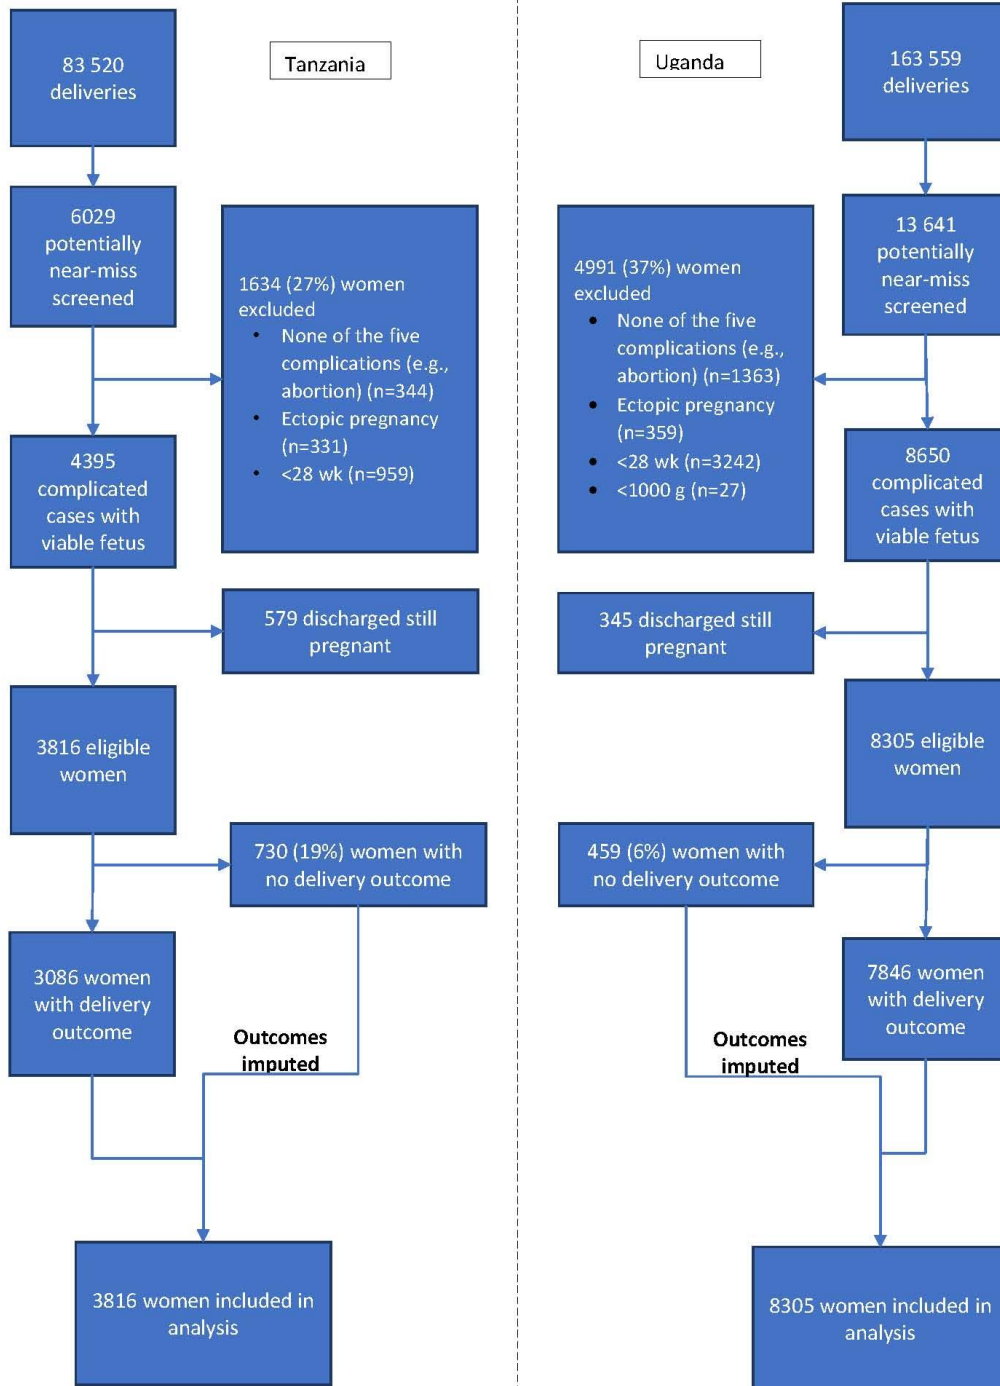 83 520
deliveries
Tanzania
6029
potentially
near-miss
screened
1634 (27%) women
excluded
• None of the five
complications (e.g.,
abortion) (n=344)
• Ectopic pregnancy
(n=331)
• <28 wk (n=959)
4395
complicated
cases with
viable fetus
579 discharged still
pregnant
3816 eligible
women
730 (19%) women with
no delivery outcome
3086 women
with delivery
outcome
Outcomes
imputed
3816 women included in
analysis
Uganda
163 559
deliveries
13 641
potentially
near-miss
screened
4991 (37%) women
excluded
• None of the five
complications (e.g.,
abortion) (n=1363)
• Ectopic pregnancy
(n=359)
• <28 wk (n=3242)
• <1000 g (n=27)
8650
complicated
cases with
viable fetus
345 discharged still
pregnant
8305 eligible
women
459 (6%) women with
no delivery outcome
7846 women
with delivery
outcome
Outcomes
imputed
8305 women included in
analysis